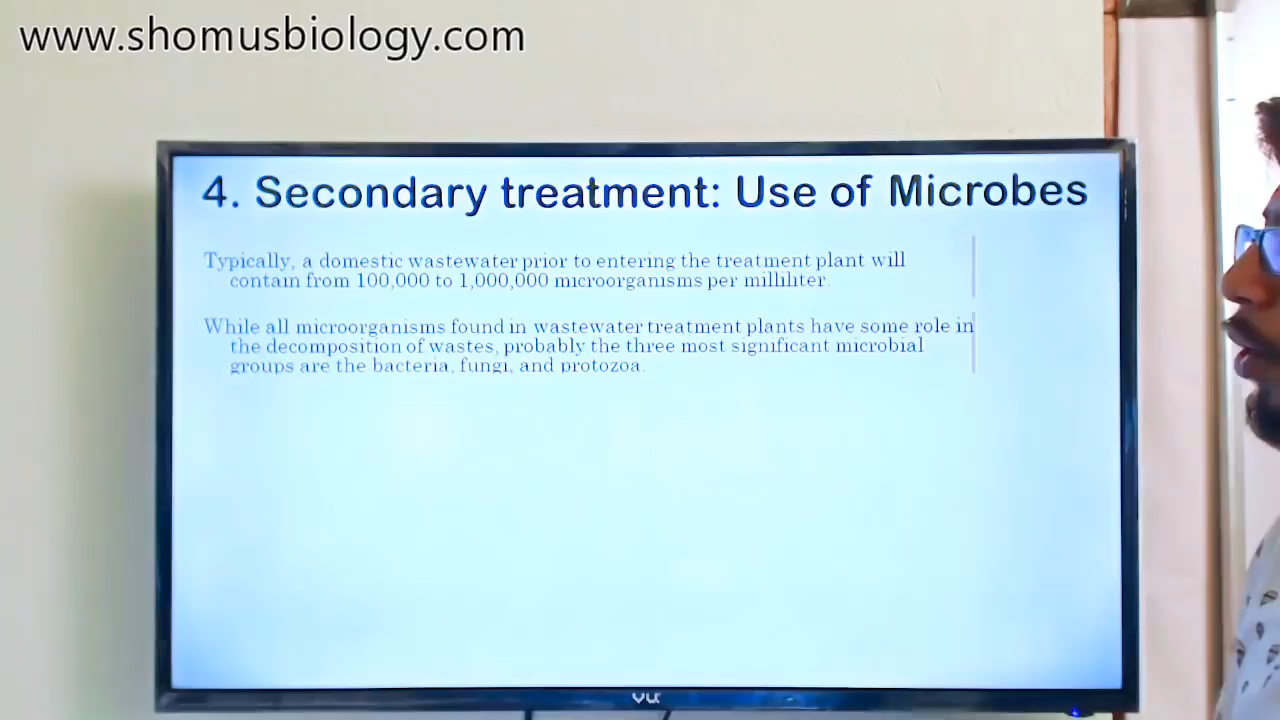 www.shomusbiology.com
4. Secondary treatment: Use of Microbes
Typically, a domestic wastewater prior to entering the treatment plant will
contain from 100,000 to 1,000,000 microorganisms per milliliter.
While all microorganisms found in wastewater treatment plants have some role in
the decomposition of wastes, probably the three most significant microbial
groups are the bacteria, fungi, and protozoa.
VU